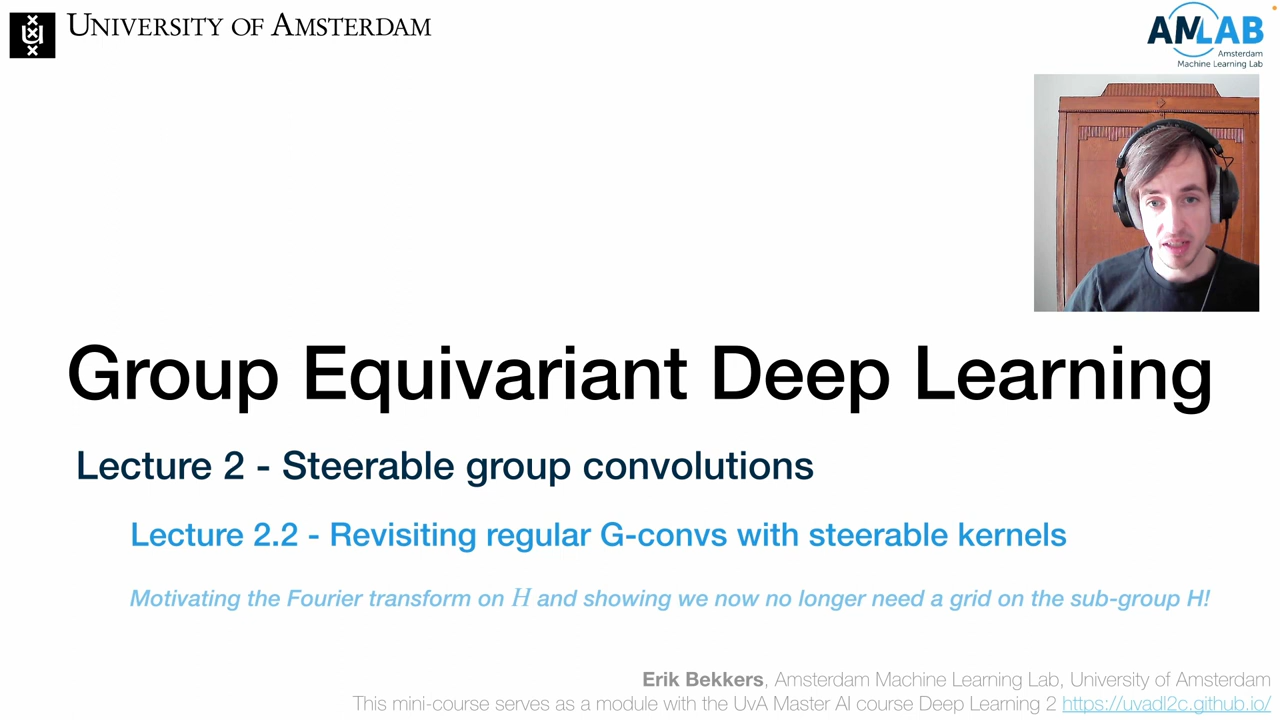 UNIVERSITY OF AMSTERDAM
AMLAB
Amsterdam
Machine Learning Lab
Group Equivariant Deep Learning
Lecture 2 - Steerable group convolutions
Lecture 2.2 - Revisiting regular G-convs with steerable kernels
Motivating the Fourier transform on H and showing we now no longer need a grid on the sub-group H!
Erik Bekkers, Amsterdam Machine Learning Lab, University of Amsterdam
This mini-course serves as a module with the UvA Master AI course Deep Learning 2 https://uvadl2c.github.io/